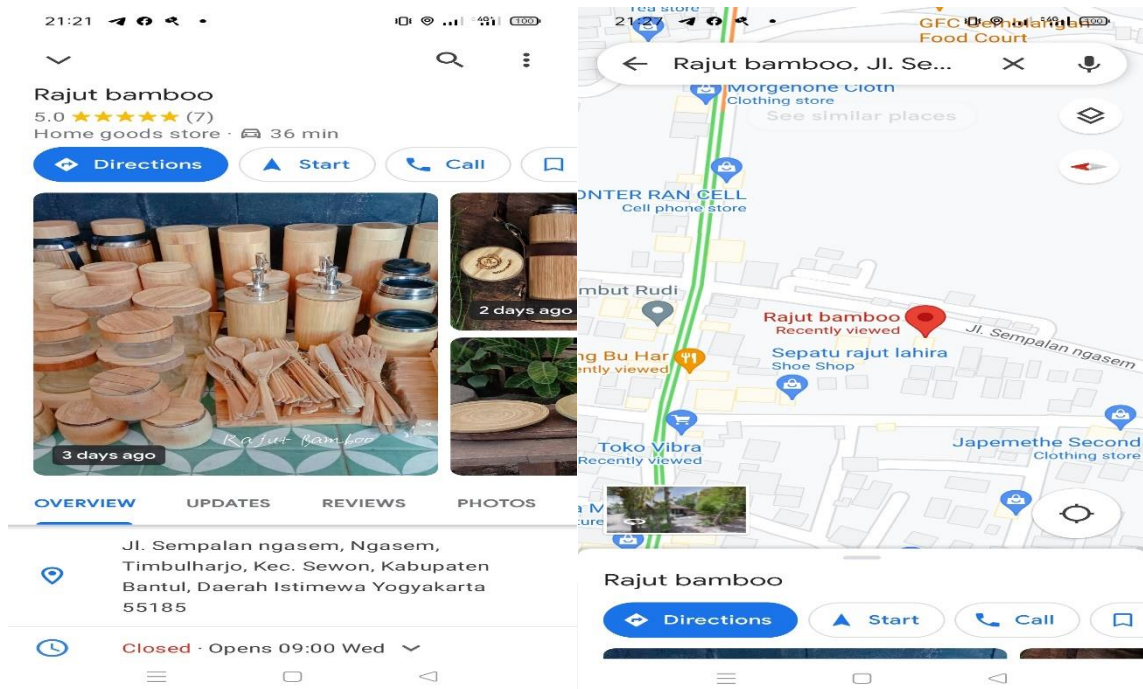 21:21
Rajut bamboo
5.0 (7)
Home goods store · 36 min
Directions
Start
Call
2 days ago
Rajut Bamboo
3 days ago
OVERVIEW
UPDATES
REVIEWS
PHOTOS
Jl. Sempalan ngasem, Ngasem,
Timbulharjo, Kec. Sewon, Kabupaten
Bantul, Daerah Istimewa Yogyakarta
55185
Closed · Opens 09:00 Wed
Tea store
21:27
GFC
Food Court
Rajut bamboo, Jl. Se...
Morgenone Cloth
Clothing store
See similar places
ONTER RAN CELL
Cell phone store
mbut Rudi
Rajut bamboo
Recently viewed
Jl. Sempalan ngasem
ng Bu Har
ently viewed
Sepatu rajut lahira
Shoe Shop
Toko Vibra
Recently viewed
Japemethe Second
Clothing store
Rajut bamboo
Directions
Start
Call